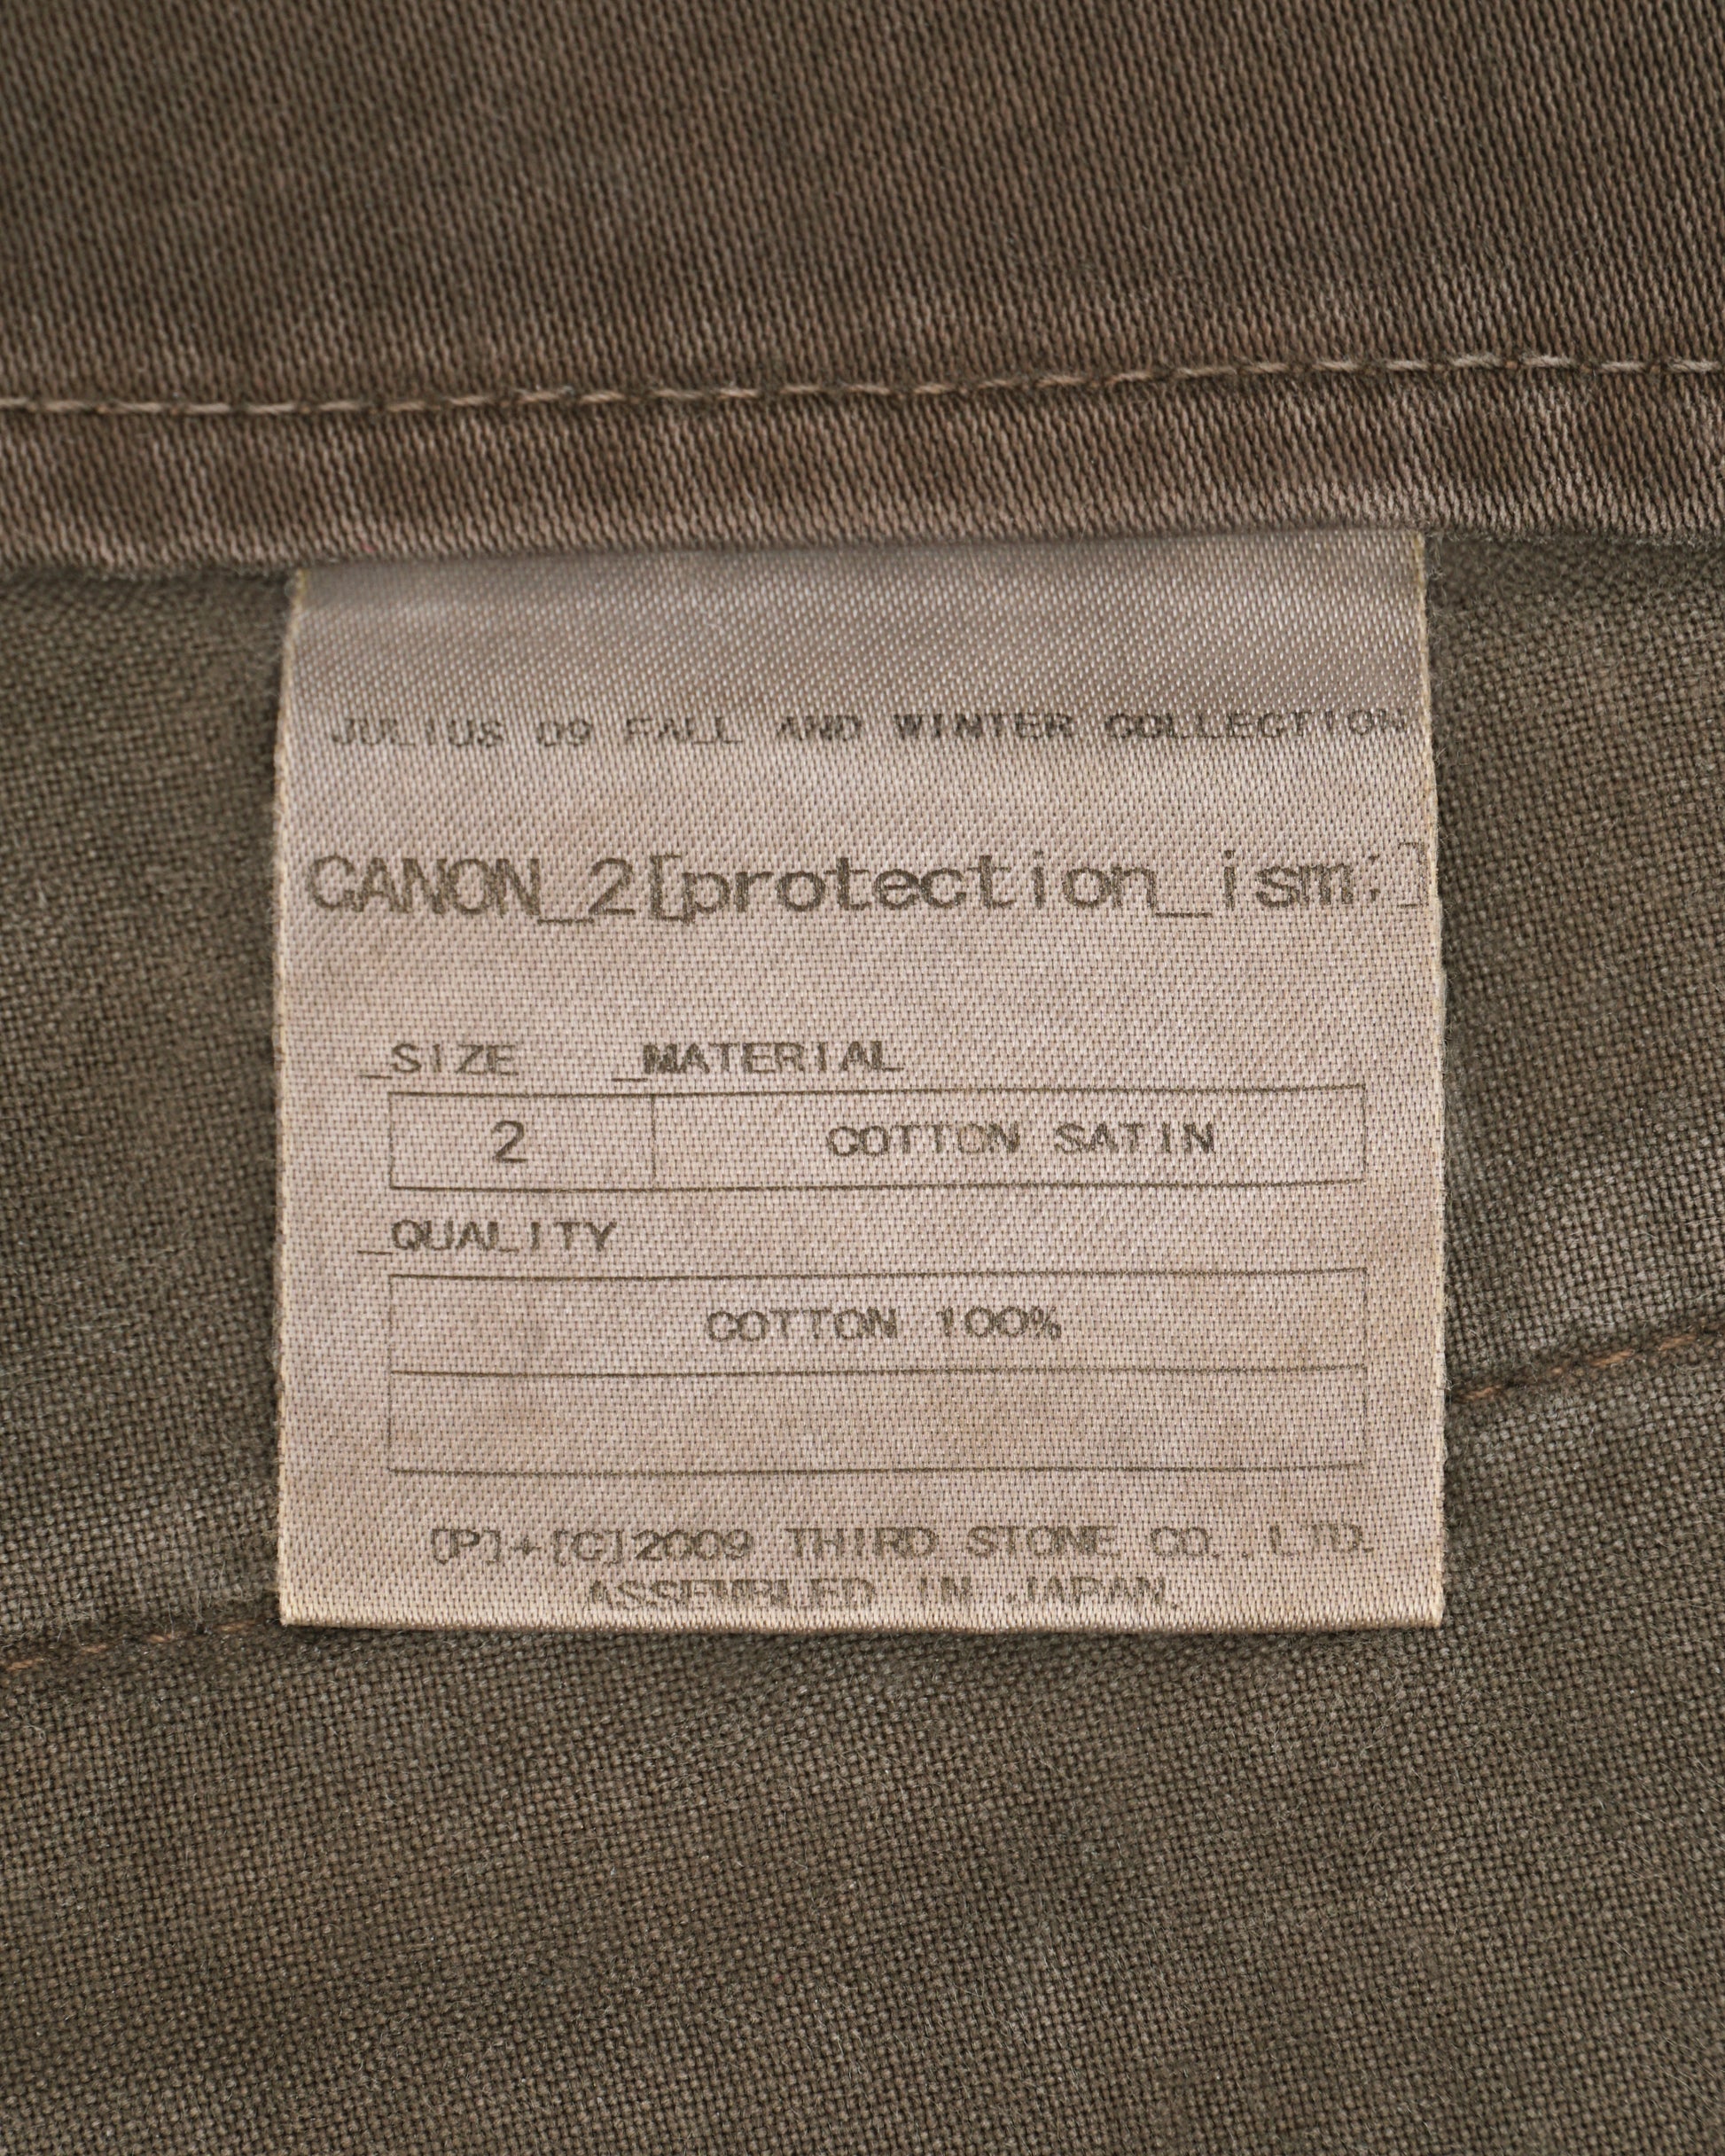 JULIUS 09 FALL AND WINTER COLLECTION
CANON_2[protection_ism;]
_SIZE _MATERIAL
2 COTTON SATIN
_QUALITY
COTTON 100%
[P]+[C]2009 THIRD STONE CO.,LTD.
ASSEMBLED IN JAPAN.